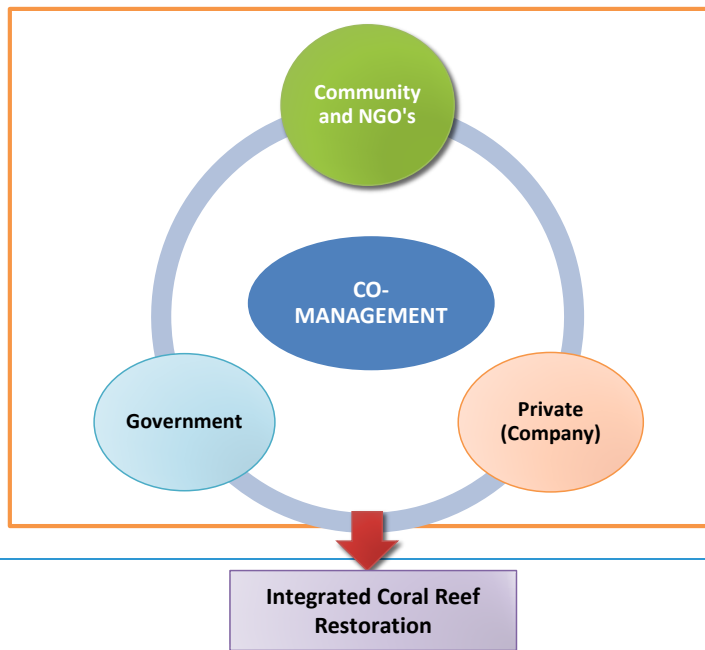 Community
and NGO's
CO-
MANAGEMENT
Government
Private
(Company)
Integrated Coral Reef
Restoration